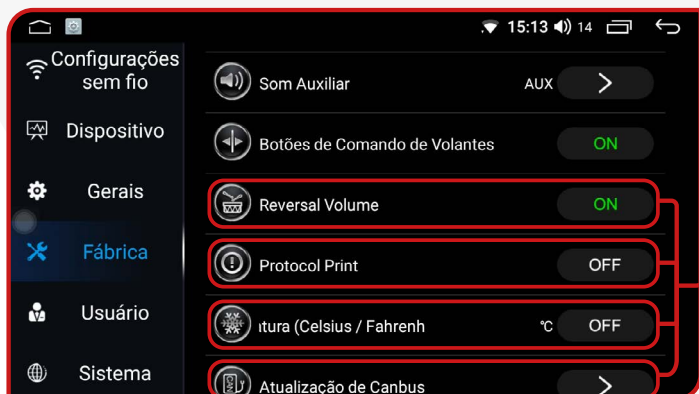 15:13 14
Configurações
sem fio
Dispositivo
Gerais
Fábrica
Usuário
Sistema
Som Auxiliar AUX
Botões de Comando de Volantes ON
Reversal Volume ON
Protocol Print OFF
tura (Celsius / Fahrenh °C OFF
Atualização de Canbus